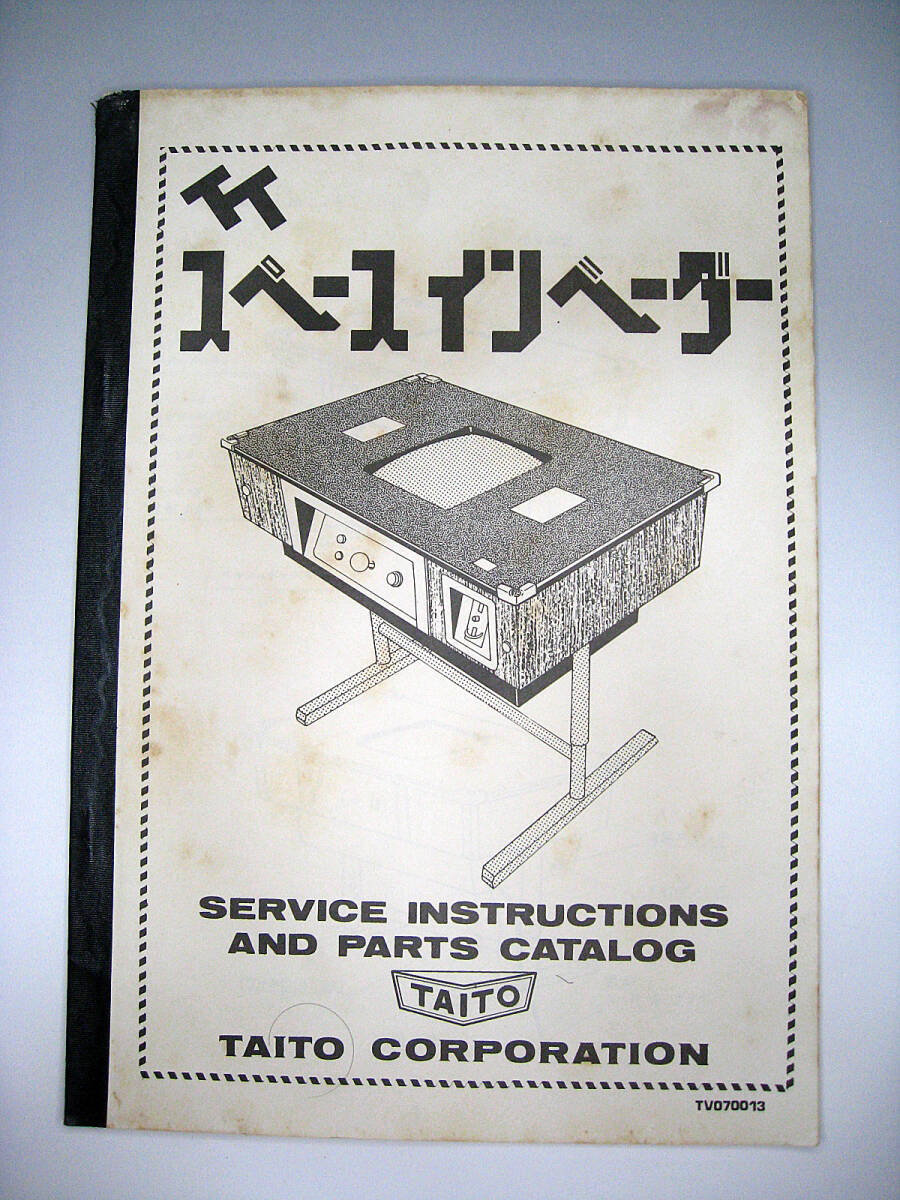 TT
スペースインベーダー
SERVICE INSTRUCTIONS
AND PARTS CATALOG
TAITO
TAITO CORPORATION
TV070013